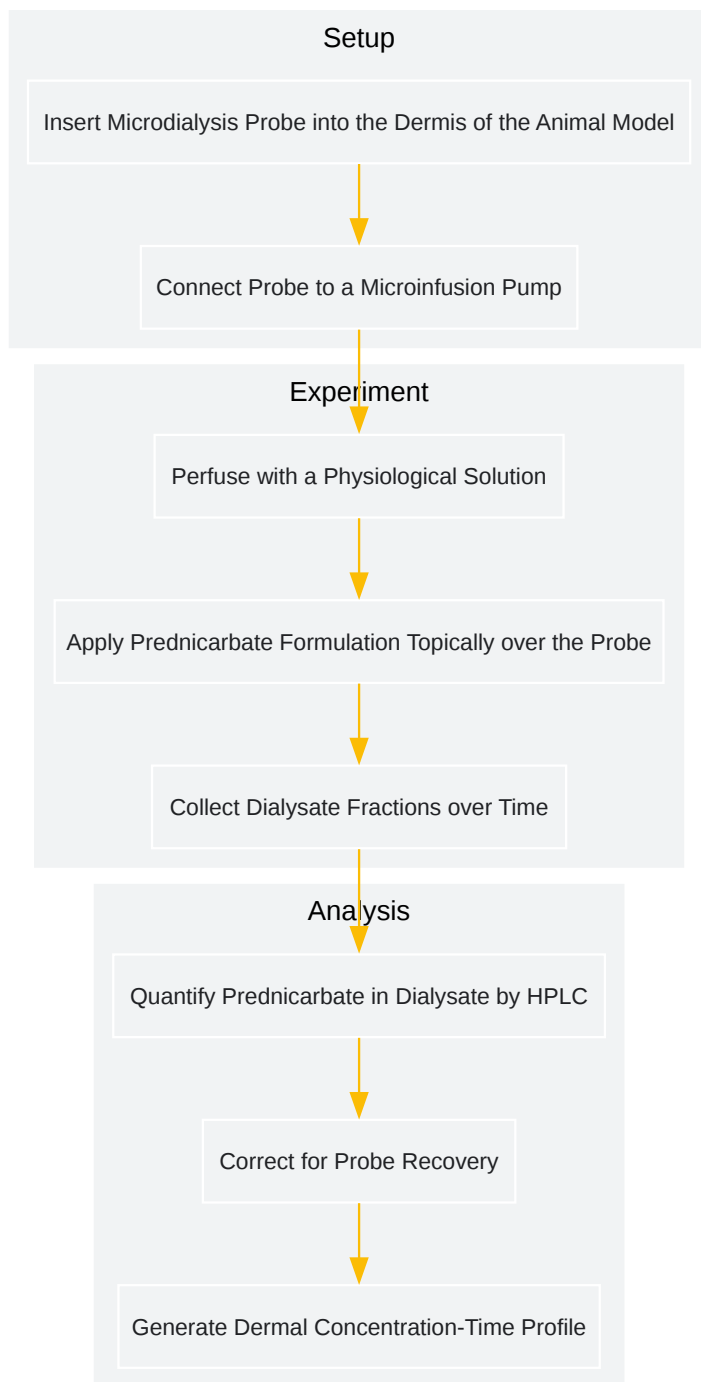 Setup
Insert Microdialysis Probe into the Dermis of the Animal Model
Connect Probe to a Microinfusion Pump
Experiment
Perfuse with a Physiological Solution
Apply Prednicarbate Formulation Topically over the Probe
Collect Dialysate Fractions over Time
Analysis
Quantify Prednicarbate in Dialysate by HPLC
Correct for Probe Recovery
Generate Dermal Concentration-Time Profile